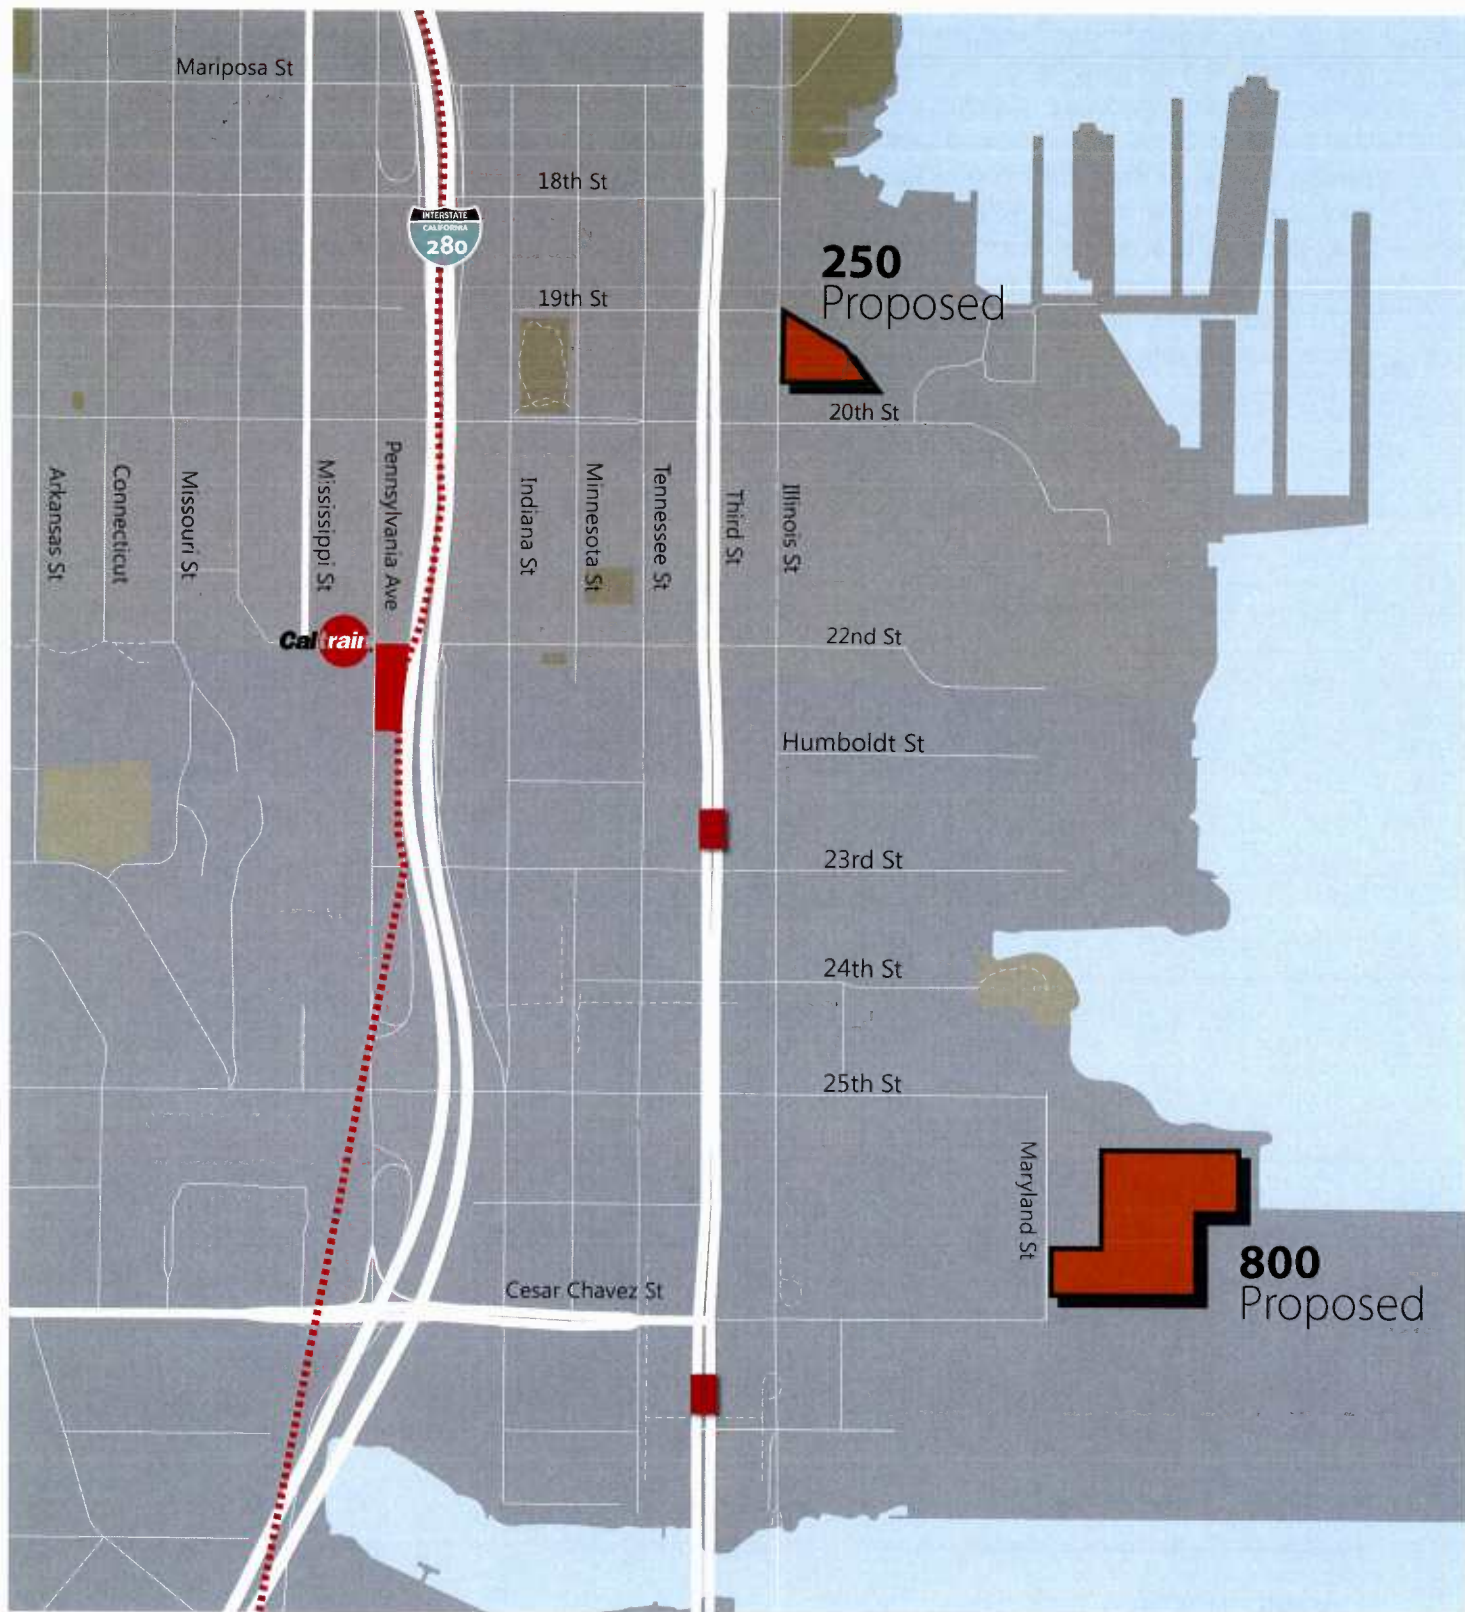 Mariposa St
18th St
INTERSTATE
CALIFORNIA
280
250
Proposed
19th St
20th St
Arkansas St
Connecticut
Missouri St
Mississippi St
Pennsylvania Ave
Indiana St
Minnesota St
Tennessee St
Third St
Illinois St
Caltrain
22nd St
Humboldt St
23rd St
24th St
25th St
Maryland St
Cesar Chavez St
800
Proposed